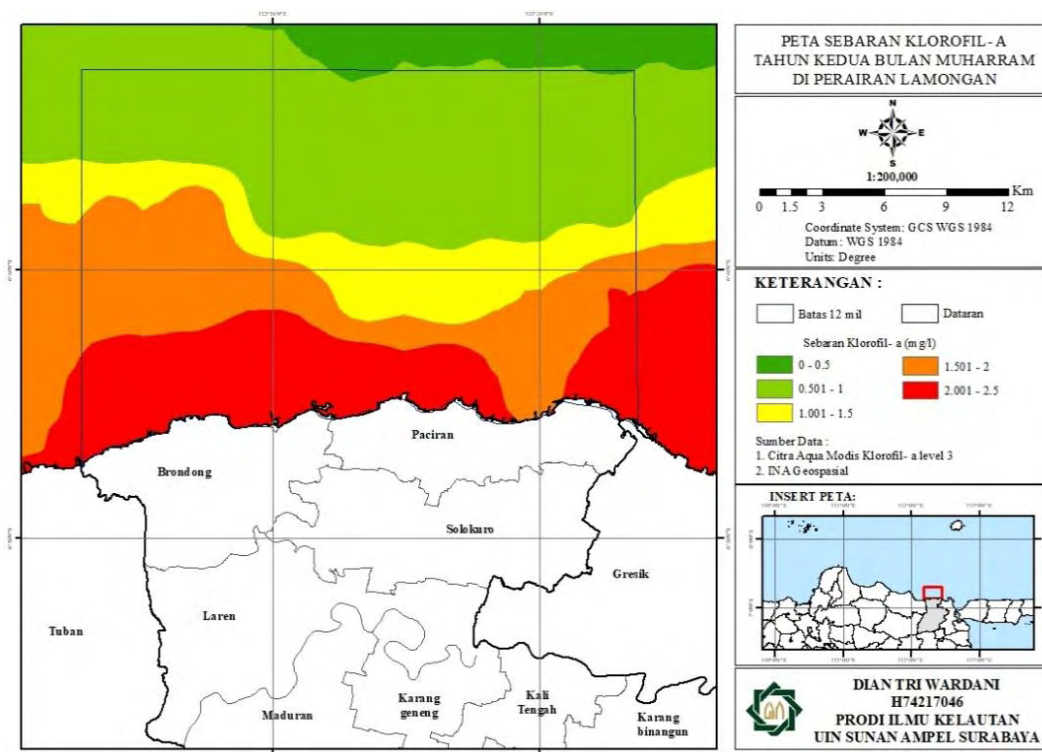 PETA SEBARAN KLOROFIL-A
TAHUN KEDUA BULAN MUHARRAM
DI PERAIRAN LAMONGAN
N
W E
S
1:200,000
Km
0 1.5 3 6 9 12
Coordinate System: GCS WGS 1984
Datum : WGS 1984
Units: Degree
KETERANGAN :
Batas 12 mil
Dataran
Sebaran Klorofil- a (mg/l)
0 - 0.5
0.501 - 1
1.001 - 1.5
1.501 - 2
2.001 - 2.5
Sumber Data :
1. Citra Aqua Modis Klorofil- a level 3
2. INA Geospasial
INSERT PETA:
DIAN TRI WARDANI
H74217046
PRODI ILMU KELAUTAN
UIN SUNAN AMPEL SURABAYA
Paciran
Brondong
Solokuro
Gresik
Laren
Tuban
Maduran
Karang
geneng
Kali
Tengah
Karang
binangun